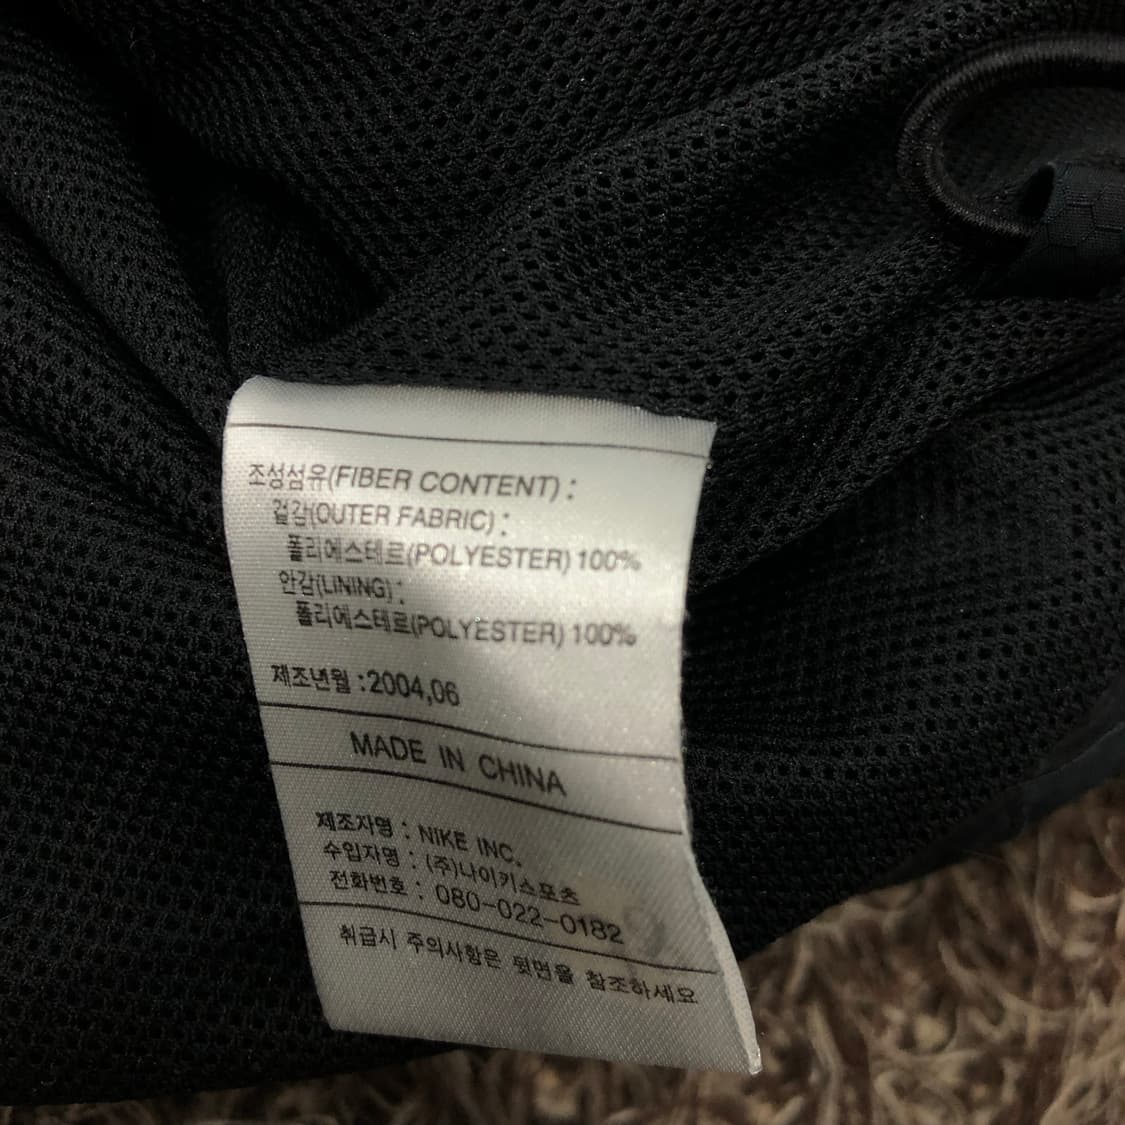 조성섬유(FIBER CONTENT) :
겉감(OUTER FABRIC) :
폴리에스테르(POLYESTER) 100%
안감(LINING) :
폴리에스테르(POLYESTER) 100%
제조년월 : 2004,06
MADE IN CHINA
제조자명 : NIKE INC.
수입자명 : (주)나이키스포츠
전화번호 : 080-022-0182
취급시 주의사항은 뒷면을 참조하세요